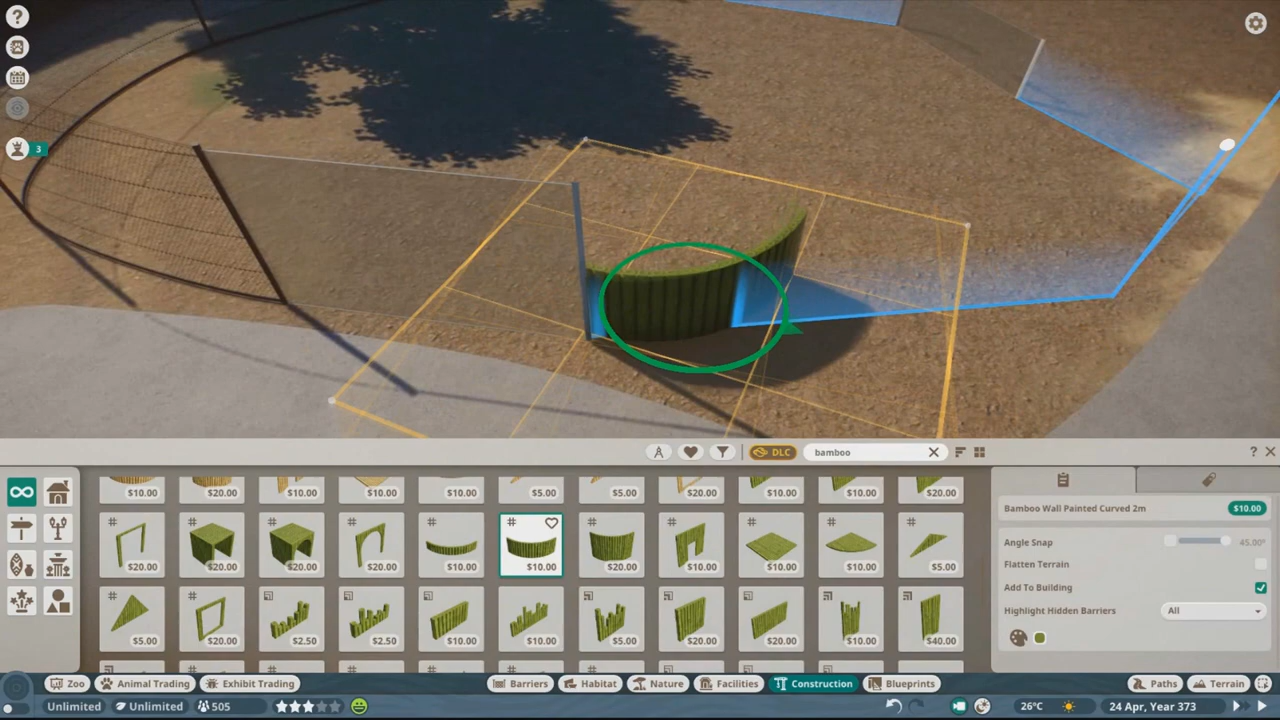 ?
3
DLC bamboo ?
$10.00 $20.00 $10.00 $10.00 $10.00 $5.00 $10.00 $20.00 $10.00 $10.00 $20.00
$20.00 $20.00 $20.00 $20.00 $10.00 $10.00 $20.00 $10.00 $10.00 $10.00 $5.00
$5.00 $20.00 $2.50 $2.50 $10.00 $10.00 $5.00 $20.00 $20.00 $10.00 $40.00
Bamboo Wall Painted Curved 2m $10.00
Angle Snap 45.00°
Flatten Terrain
Add To Building
Highlight Hidden Barriers All
Zoo Animal Trading Exhibit Trading Barriers Habitat Nature Facilities Construction Blueprints Paths Terrain
Unlimited Unlimited 505 26°C 24 Apr, Year 373